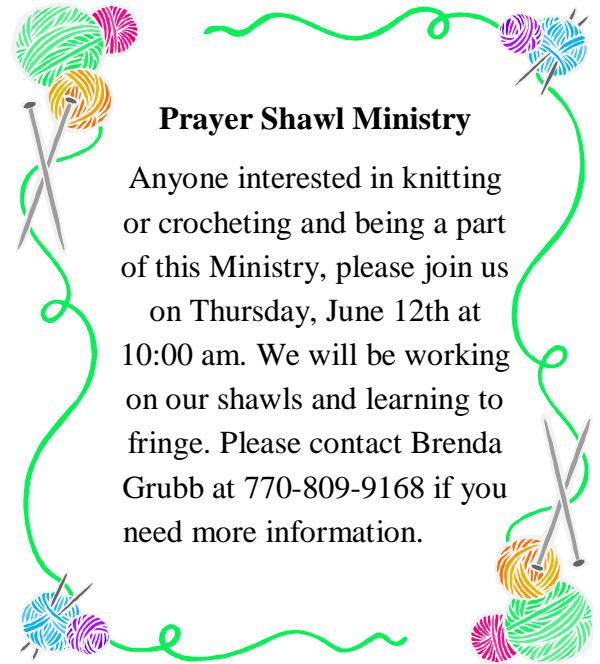 Prayer Shawl Ministry
Anyone interested in knitting
or crocheting and being a part
of this Ministry, please join us
on Thursday, June 12th at
10:00 am. We will be working
on our shawls and learning to
fringe. Please contact Brenda
Grubb at 770-809-9168 if you
need more information.